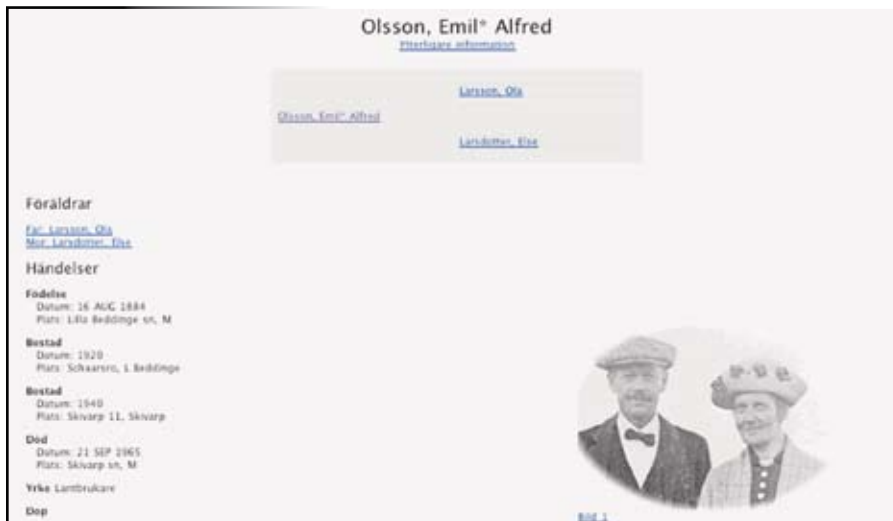 Olsson, Emil* Alfred
Ytterligare information
Larsson, Ola
Olsson, Emil* Alfred
Larsdotter, Else
Föräldrar
Far: Larsson, Ola
Mor: Larsdotter, Else
Händelser
Födelse
Datum: 16 AUG 1884
Plats: Lilla Beddinge sn, M
Bostad
Datum: 1920
Plats: Schaarsro, L Beddinge
Bostad
Datum: 1940
Plats: Skivarp 11, Skivarp
Död
Datum: 21 SEP 1965
Plats: Skivarp sn, M
Yrke Lantbrukare
Dop
Bild 1